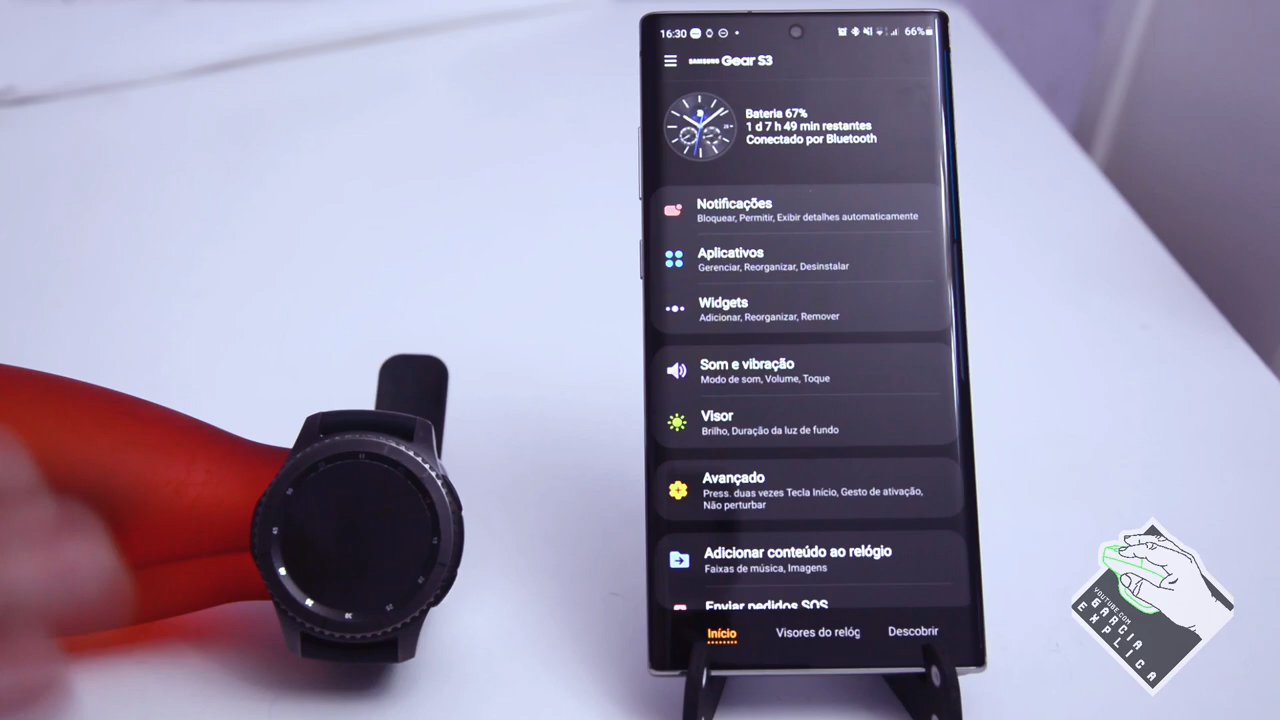 16:30
66%
SAMSUNG Gear S3
Bateria 67%
1 d 7 h 49 min restantes
Conectado por Bluetooth
Notificações
Bloquear, Permitir, Exibir detalhes automaticamente
Aplicativos
Gerenciar, Reorganizar, Desinstalar
Widgets
Adicionar, Reorganizar, Remover
Som e vibração
Modo de som, Volume, Toque
Visor
Brilho, Duração da luz de fundo
Avançado
Press. duas vezes Tecla Início, Gesto de ativação,
Não perturbar
Adicionar conteúdo ao relógio
Faixas de música, Imagens
Enviar pedidos SOS
Início
Visores do relóg
Descobrir
YOUTUBE.COM
GARCIA
EXPLICA